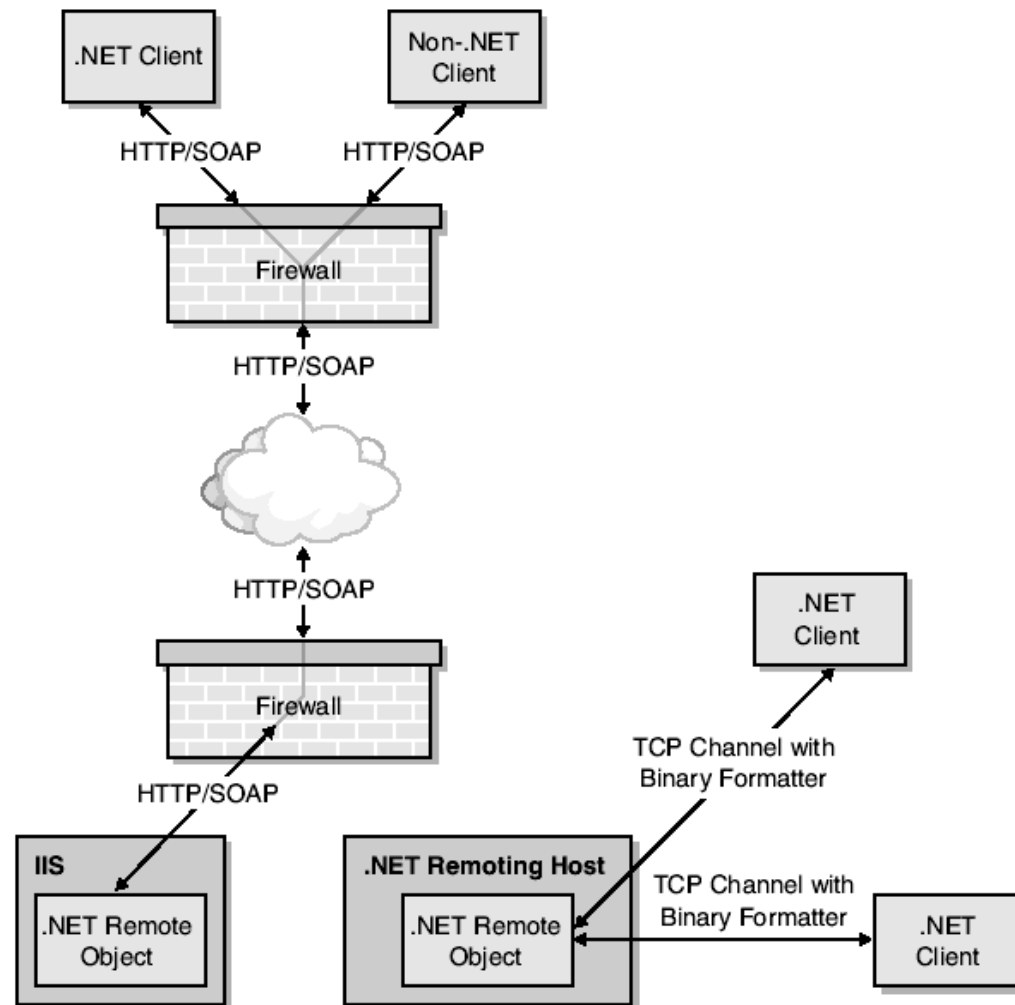 .NET Client
Non-.NET
Client
HTTP/SOAP
HTTP/SOAP
Firewall
HTTP/SOAP
HTTP/SOAP
.NET
Client
Firewall
TCP Channel with
Binary Formatter
HTTP/SOAP
IIS
.NET Remote
Object
.NET Remoting Host
.NET Remote
Object
TCP Channel with
Binary Formatter
.NET
Client